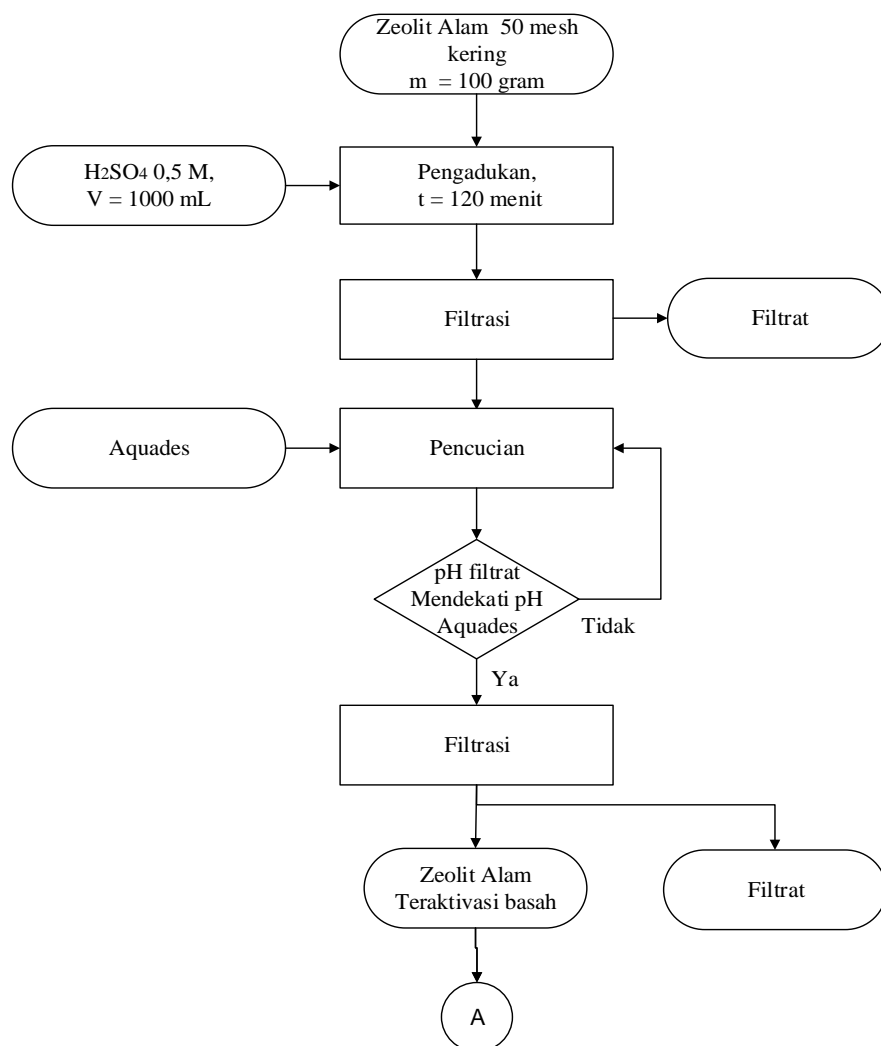 Zeolit Alam 50 mesh
kering
m = 100 gram
H2SO4 0,5 M,
V = 1000 mL
Pengadukan,
t = 120 menit
Filtrasi
Filtrat
Aquades
Pencucian
pH filtrat
Mendekati pH
Aquades
Tidak
Ya
Filtrasi
Zeolit Alam
Teraktivasi basah
Filtrat
A